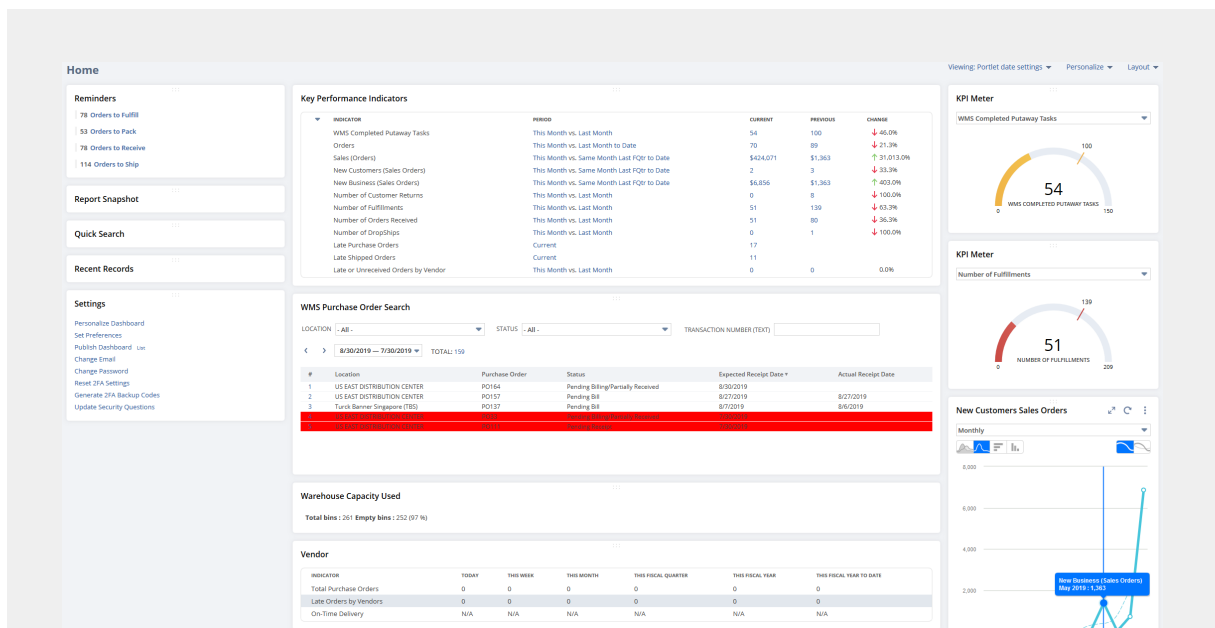 Home
Viewing: Portlet date settings Personalize Layout
Reminders
78 Orders to Fulfill
53 Orders to Pack
78 Orders to Receive
114 Orders to Ship
Report Snapshot
Quick Search
Recent Records
Settings
Personalize Dashboard
Set Preferences
Publish Dashboard List
Change Email
Change Password
Reset 2FA Settings
Generate 2FA Backup Codes
Update Security Questions
Key Performance Indicators
INDICATOR PERIOD CURRENT PREVIOUS CHANGE
WMS Completed Putaway Tasks This Month vs. Last Month 54 100 46.0%
Orders This Month vs. Last Month to Date 70 89 21.3%
Sales (Orders) This Month vs. Same Month Last FQtr to Date $424,071 $1,363 31,013.0%
New Customers (Sales Orders) This Month vs. Same Month Last FQtr to Date 2 3 33.3%
New Business (Sales Orders) This Month vs. Same Month Last FQtr to Date $6,856 $1,363 403.0%
Number of Customer Returns This Month vs. Last Month 0 8 100.0%
Number of Fulfillments This Month vs. Last Month 51 139 63.3%
Number of Orders Received This Month vs. Last Month 51 80 36.3%
Number of DropShips This Month vs. Last Month 0 1 100.0%
Late Purchase Orders Current 17
Late Shipped Orders Current 11
Late or Unreceived Orders by Vendor This Month vs. Last Month 0 0 0.0%
WMS Purchase Order Search
LOCATION - All - STATUS - All - TRANSACTION NUMBER (TEXT)
8/30/2019 — 7/30/2019 TOTAL: 159
# Location Purchase Order Status Expected Receipt Date Actual Receipt Date
1 US EAST DISTRIBUTION CENTER PO164 Pending Billing/Partially Received 8/30/2019
2 US EAST DISTRIBUTION CENTER PO157 Pending Bill 8/27/2019 8/27/2019
3 Turck Banner Singapore (TBS) PO137 Pending Bill 8/7/2019 8/6/2019
US EAST DISTRIBUTION CENTER Pending Billing/Partially Received
US EAST DISTRIBUTION CENTER Pending Receipt
Warehouse Capacity Used
Total bins : 261 Empty bins : 252 (97 %)
Vendor
INDICATOR TODAY THIS WEEK THIS MONTH THIS FISCAL QUARTER THIS FISCAL YEAR THIS FISCAL YEAR TO DATE
Total Purchase Orders 0 0 0 0 0 0
Late Orders by Vendors 0 0 0 0 0 0
On-Time Delivery N/A N/A N/A N/A N/A N/A
KPI Meter
WMS Completed Putaway Tasks
100
54
WMS COMPLETED PUTAWAY TASKS
0 150
KPI Meter
Number of Fulfillments
139
51
NUMBER OF FULFILLMENTS
0 209
New Customers Sales Orders
Monthly
8,000
6,000
4,000
2,000
New Business (Sales Orders)
May 2019 : 1,363